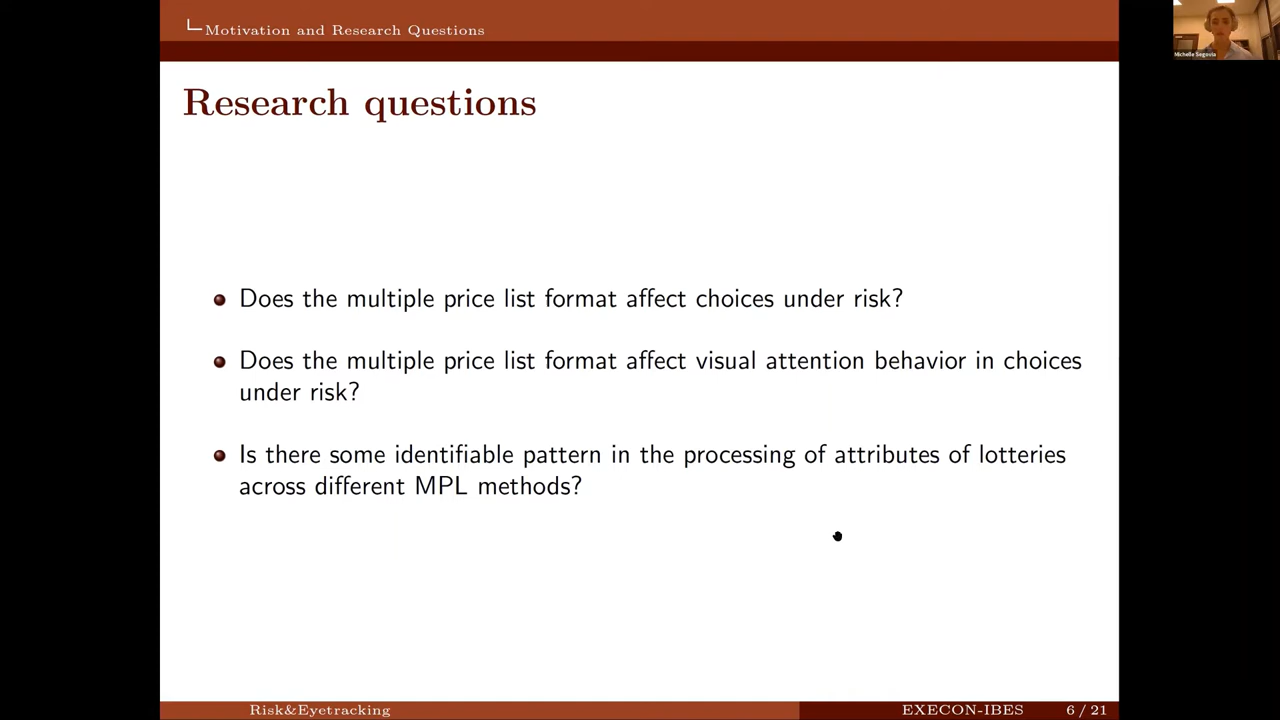 Motivation and Research Questions
Michelle Segovia
Research questions
Does the multiple price list format affect choices under risk?
Does the multiple price list format affect visual attention behavior in choices
under risk?
Is there some identifiable pattern in the processing of attributes of lotteries
across different MPL methods?
Risk&Eyetracking
EXECON-IBES
6 / 21